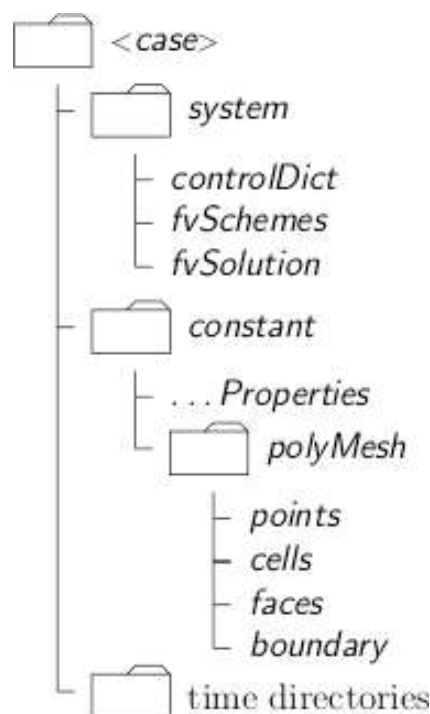 <case>
system
controlDict
fvSchemes
fvSolution
constant
...Properties
polyMesh
points
cells
faces
boundary
time directories